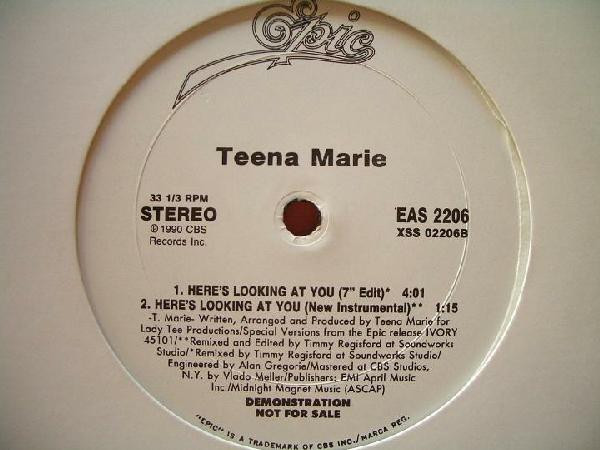 Epic
Teena Marie
33 1/3 RPM
STEREO
℗ 1990 CBS
Records Inc.
EAS 2206
XSS 02206B
1. HERE'S LOOKING AT YOU (7" Edit)* 4:01
2. HERE'S LOOKING AT YOU (New Instrumental)** 1:15
-T. Marie- Written, Arranged and Produced by Teena Marie for
Lady Tee Productions/Special Versions from the Epic release IVORY
45101/**Remixed and Edited by Timmy Regisford at Soundworks
Studio/*Remixed by Timmy Regisford at Soundworks Studio/
Engineered by Alan Gregorie/Mastered at CBS Studios,
N.Y. by Vlado Meller/Publishers: EMI April Music
Inc./Midnight Magnet Music (ASCAP)
DEMONSTRATION
NOT FOR SALE
"EPIC" IS A TRADEMARK OF CBS INC./MARCA REG.